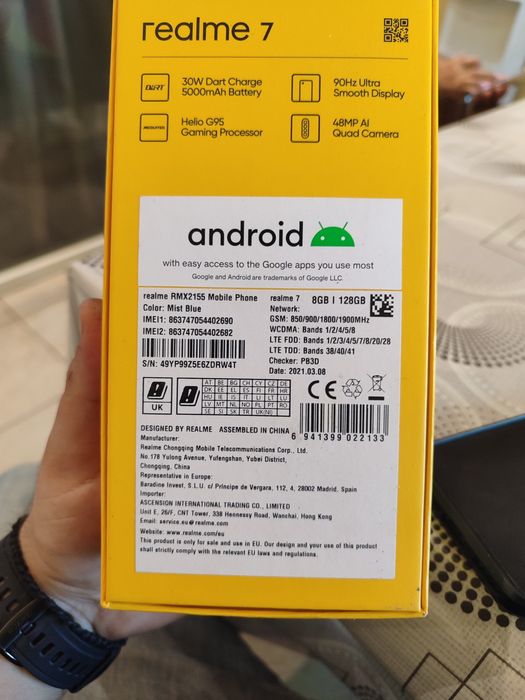 realme 7
DART
30W Dart Charge
5000mAh Battery
90Hz Ultra
Smooth Display
MEDIATEK
Helio G95
Gaming Processor
48MP AI
Quad Camera
android
with easy access to the Google apps you use most
Google and Android are trademarks of Google LLC.
realme RMX2155 Mobile Phone
Color: Mist Blue
IMEI1: 863747054402690
IMEI2: 863747054402682
S/N: 49YP99Z5E6ZDRW4T
realme 7 8GB | 128GB
Network:
GSM: 850/900/1800/1900MHz
WCDMA: Bands 1/2/4/5/8
LTE FDD: Bands 1/2/3/4/5/7/8/20/28
LTE TDD: Bands 38/40/41
Checker: PB3D
Date: 2021.03.08
UK
AT BE BG CH CY CZ DE
DK EE EL ES FI FR HR
HU IE IS IT LI LT LU
LV MT NL NO PL PT RO
SE SI SK TR UK(NI)
CE
DESIGNED BY REALME ASSEMBLED IN CHINA
6 941399 022133
Manufacturer:
Realme Chongqing Mobile Telecommunications Corp., Ltd.
No.178 Yulong Avenue, Yufengshan, Yubei District,
Chongqing, China
Representative in Europe:
Baradine Invest, S.L.U. c/ Príncipe de Vergara, 112, 4, 28002 Madrid. Spain
Importer:
ASCENSION INTERNATIONAL TRADING CO., LIMITED
Unit E, 26/F, CNT Tower, 338 Hennessy Road, Wanchai, Hong Kong
Email: service.eu@realme.com
Website: www.realme.com/eu
This product is only for sale and use in EU. Our design and your use of this product
shall strictly comply with the relevant EU laws and regulations.